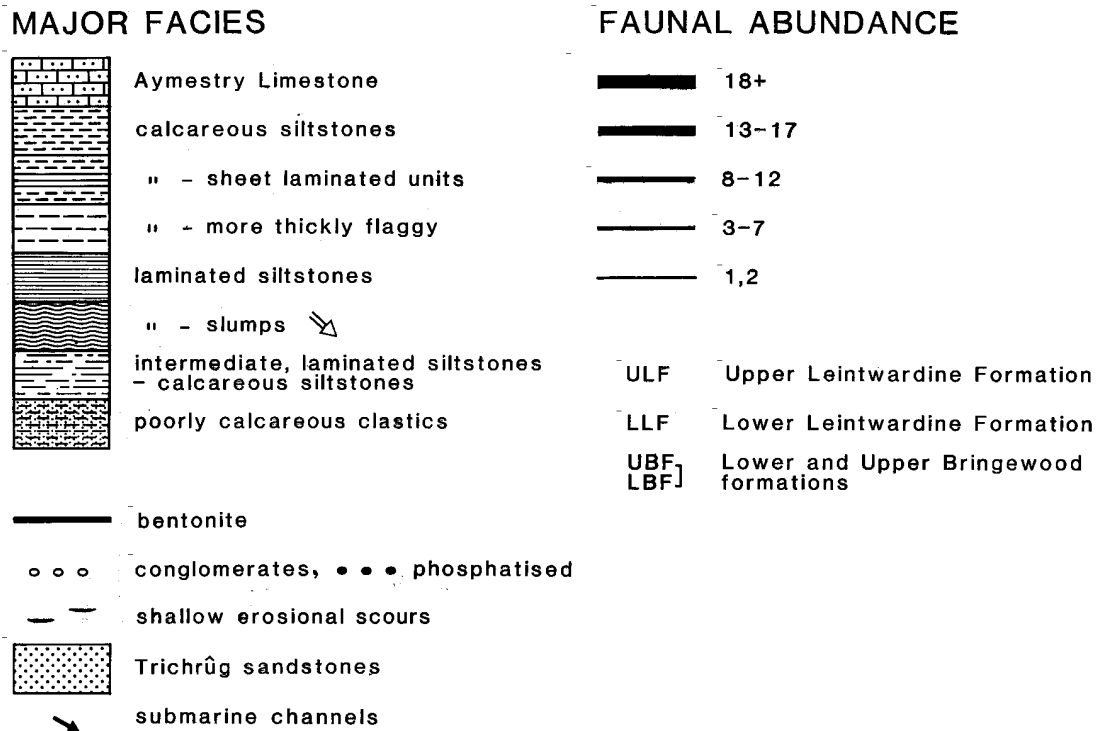 MAJOR FACIES
Aymestry Limestone
calcareous siltstones
" - sheet laminated units
" - more thickly flaggy
laminated siltstones
" - slumps
intermediate, laminated siltstones
- calcareous siltstones
poorly calcareous clastics
bentonite
conglomerates, ••• phosphatised
shallow erosional scours
Trichrûg sandstones
submarine channels
FAUNAL ABUNDANCE
18+
13-17
8-12
3-7
1,2
ULF Upper Leintwardine Formation
LLF Lower Leintwardine Formation
UBF Lower and Upper Bringewood
LBF] formations